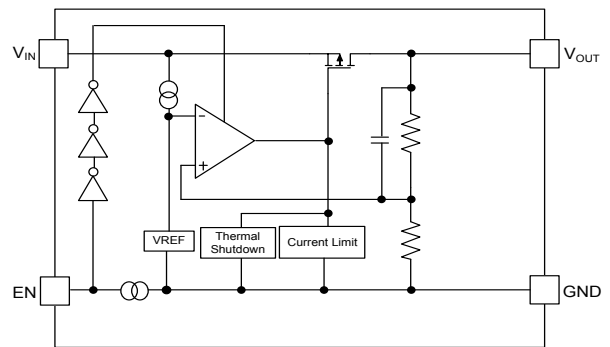 VIN
VOUT
−
+
VREF
Thermal
Shutdown
Current Limit
EN
GND